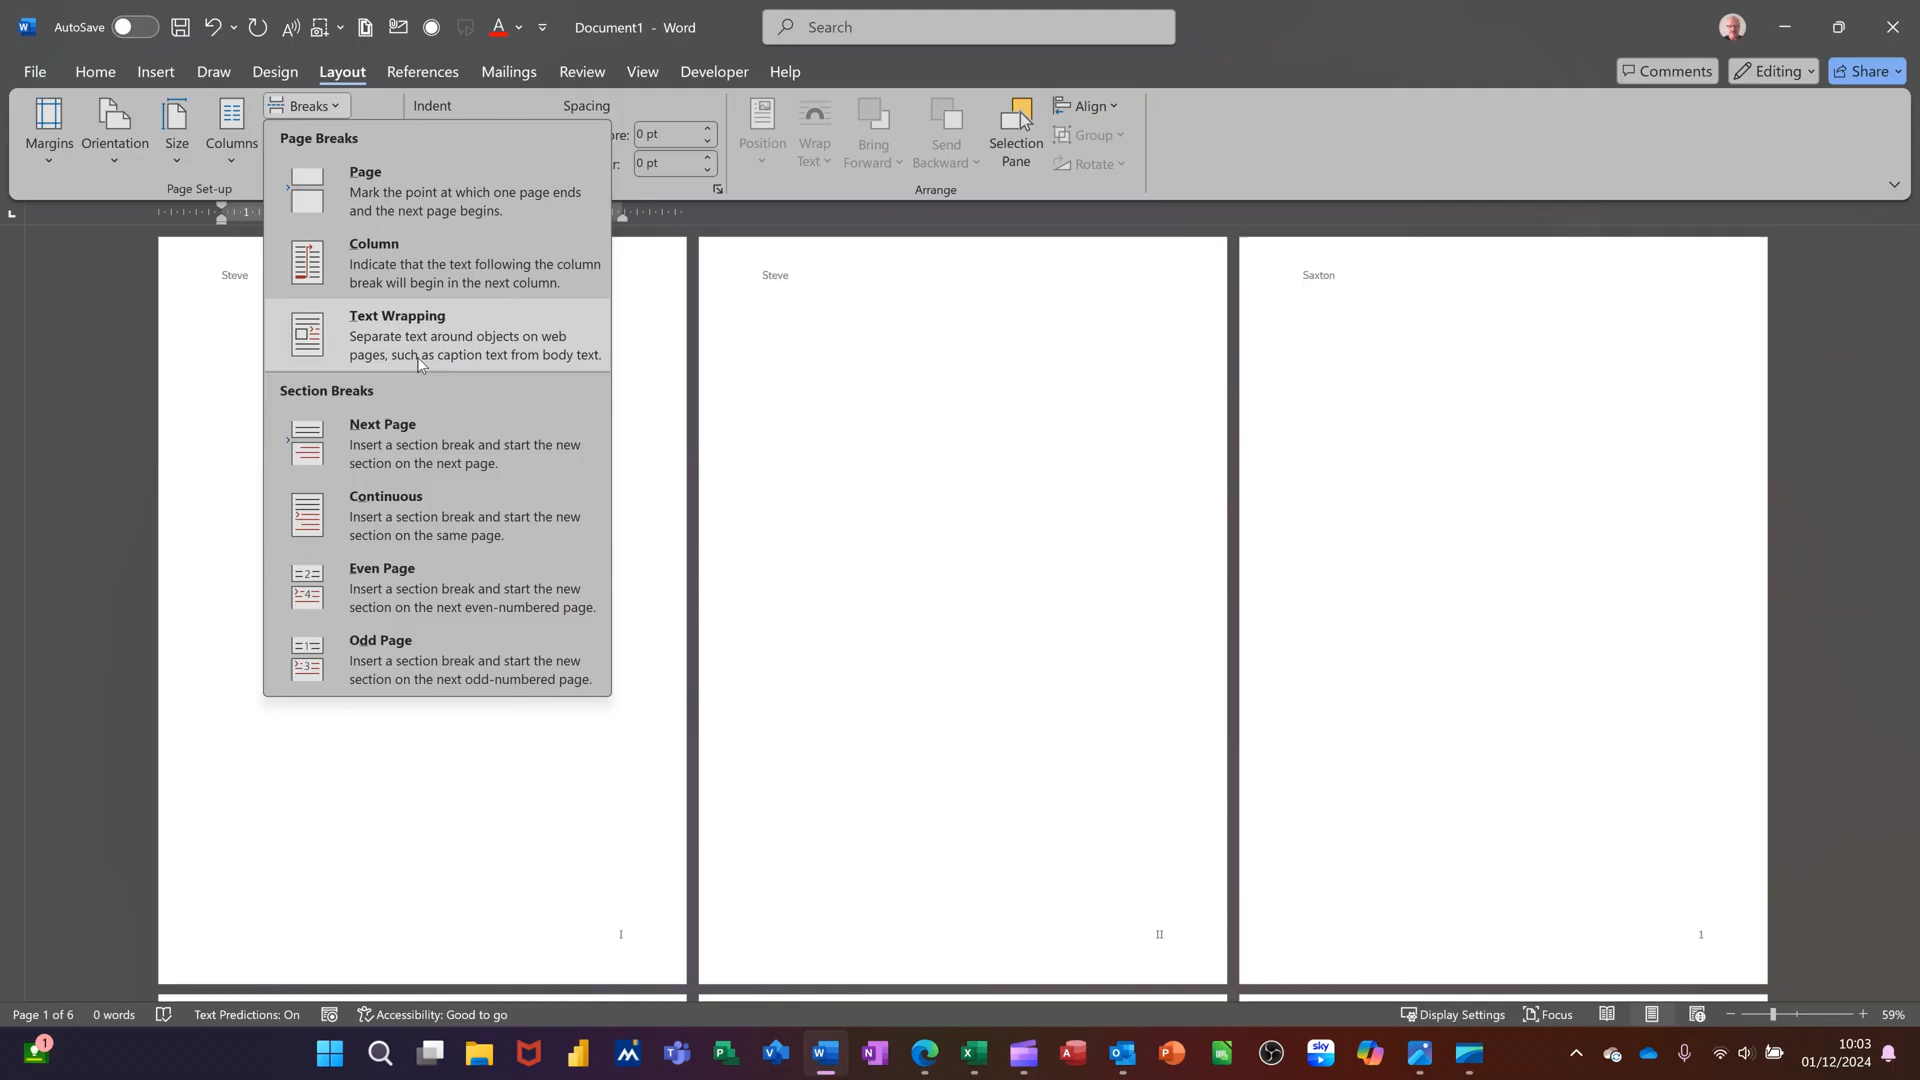 AutoSave
Document1 - Word
Search
File
Home
Insert
Draw
Design
Layout
References
Mailings
Review
View
Developer
Help
Comments
Editing
Share
Margins
Orientation
Size
Columns
Breaks
Page Set-up
Indent
Spacing
ore:
0 pt
r:
0 pt
Position
Wrap
Text
Bring
Forward
Send
Backward
Selection
Pane
Align
Group
Rotate
Arrange
Page Breaks
Page
Mark the point at which one page ends
and the next page begins.
Column
Indicate that the text following the column
break will begin in the next column.
Text Wrapping
Separate text around objects on web
pages, such as caption text from body text.
Section Breaks
Next Page
Insert a section break and start the new
section on the next page.
Continuous
Insert a section break and start the new
section on the same page.
Even Page
Insert a section break and start the new
section on the next even-numbered page.
Odd Page
Insert a section break and start the new
section on the next odd-numbered page.
1
Steve
Steve
Saxton
I
II
1
Page 1 of 6
0 words
Text Predictions: On
Accessibility: Good to go
Display Settings
Focus
59%
1
sky
10:03
01/12/2024